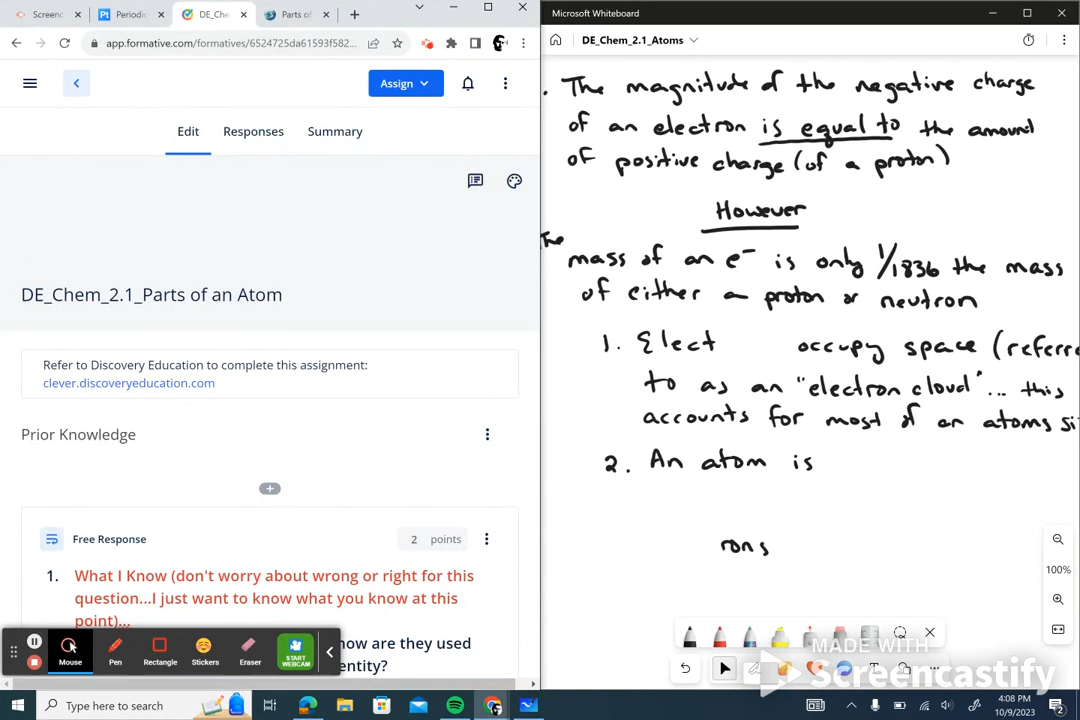 Screenc
Periodic
DE_Che
Parts of
app.formative.com/formatives/6524725da61593f582...
Assign
Edit
Responses
Summary
DE_Chem_2.1_Parts of an Atom
Refer to Discovery Education to complete this assignment:
clever.discoveryeducation.com
Prior Knowledge
Free Response
2 points
1. What I Know (don't worry about wrong or right for this
question...I just want to know what you know at this
point)...
how are they used
entity?
Mouse
Pen
Rectangle
Stickers
Eraser
START
WEBCAM
Microsoft Whiteboard
DE_Chem_2.1_Atoms
. The magnitude of the negative charge
of an electron is equal to the amount
of positive charge (of a proton)
However
The
mass of an e⁻ is only 1/1836 the mass
of either a proton or neutron
1. Elect occupy space (referre
to as an "electron cloud"... this
accounts for most of an atoms si
2. An atom is
rons
100%
MADE WITH
Screencastify
Type here to search
4:08 PM
10/9/2023
2